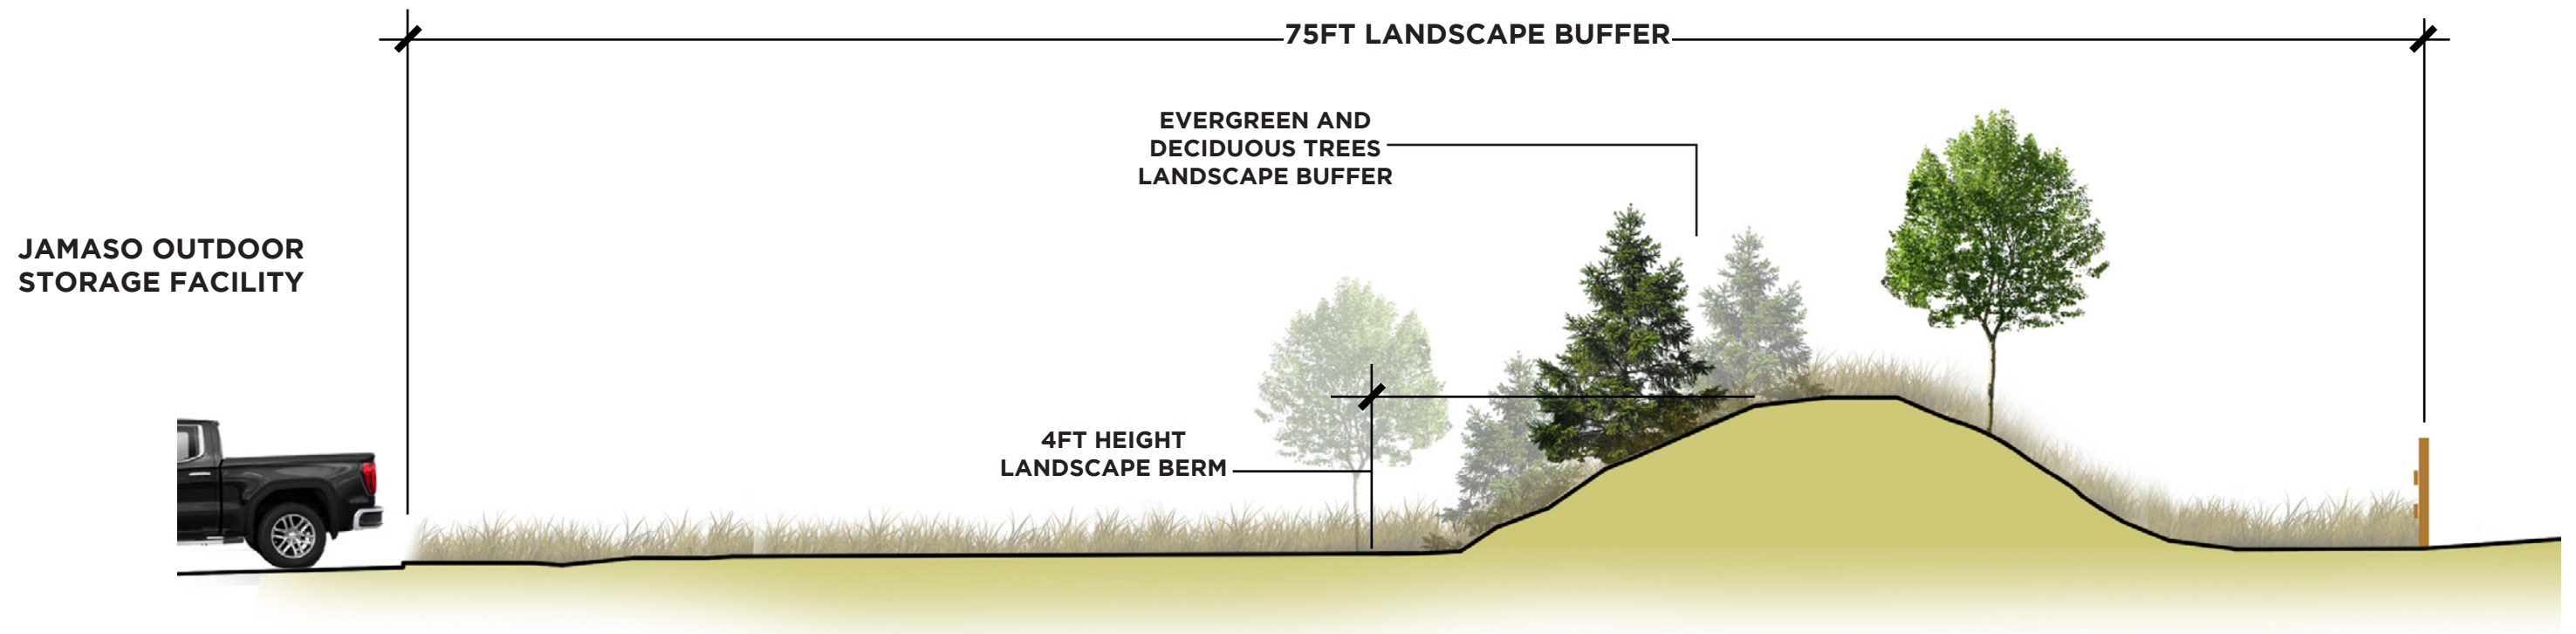 75FT LANDSCAPE BUFFER
EVERGREEN AND
DECIDUOUS TREES
LANDSCAPE BUFFER
JAMASO OUTDOOR
STORAGE FACILITY
4FT HEIGHT
LANDSCAPE BERM